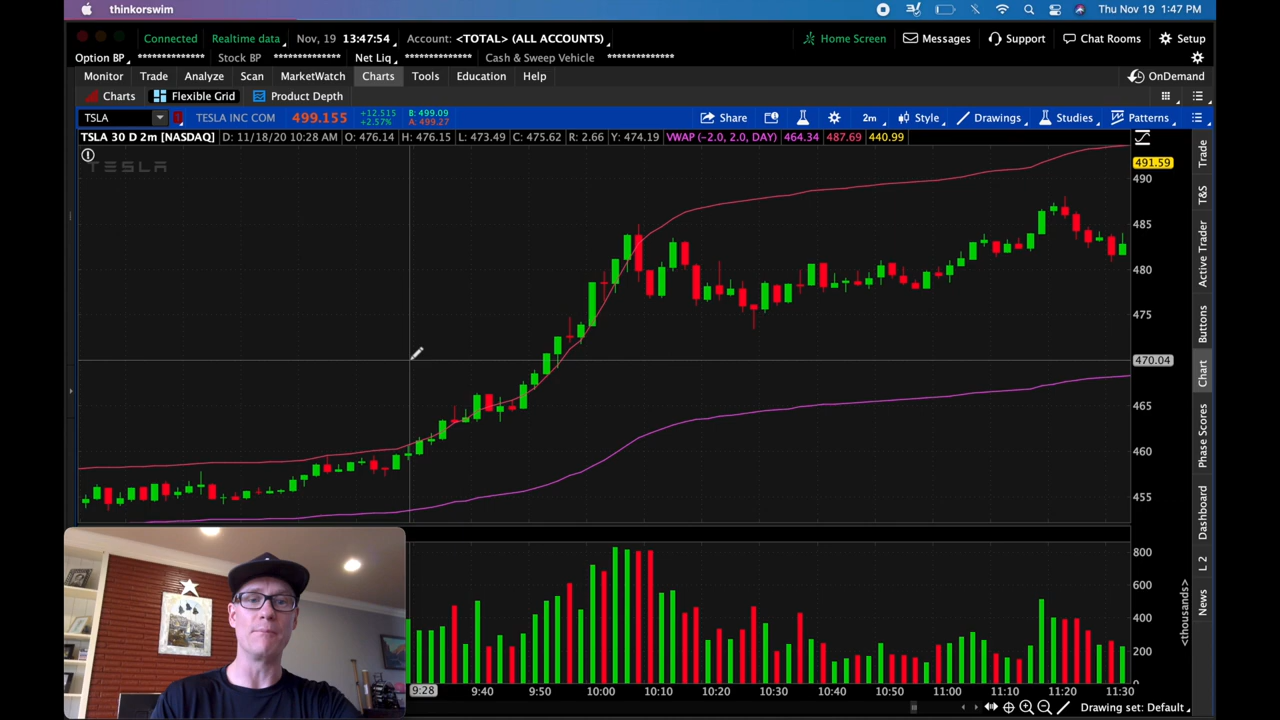 thinkorswim
Thu Nov 19 1:47 PM
Connected Realtime data Nov, 19 13:47:54 Account: <TOTAL> (ALL ACCOUNTS) Home Screen Messages Support Chat Rooms Setup
Option BP ************** Stock BP ************** Net Liq ************** Cash & Sweep Vehicle **************
Monitor Trade Analyze Scan MarketWatch Charts Tools Education Help OnDemand
Charts Flexible Grid Product Depth
TSLA TESLA INC COM 499.155 +12.515 +2.57% B: 499.09 A: 499.27 Share 2m Style Drawings Studies Patterns
TSLA 30 D 2m [NASDAQ] D: 11/18/20 10:28 AM O: 476.14 H: 476.15 L: 473.49 C: 475.62 R: 2.66 Y: 474.19 VWAP (-2.0, 2.0, DAY) 464.34 487.69 440.99
TESLA
491.59
490
485
480
475
470.04
465
460
455
800
600
400
200
0
<thousands>
9:28 9:40 9:50 10:00 10:10 10:20 10:30 10:40 10:50 11:00 11:10 11:20 11:30
Drawing set: Default
Trade
T&S
Active Trader
Buttons
Chart
Phase Scores
Dashboard
L 2
News